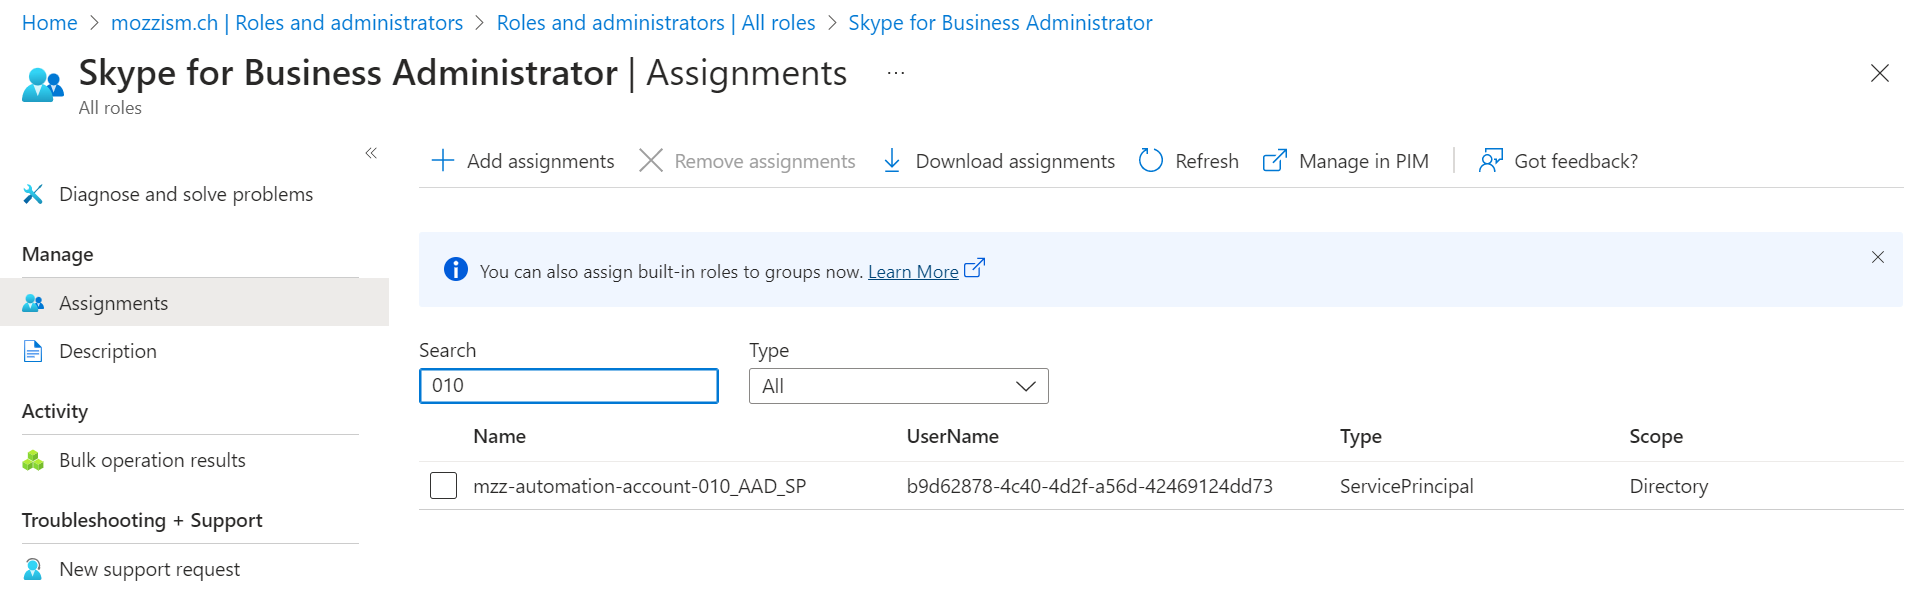 Home > mozzism.ch | Roles and administrators > Roles and administrators | All roles > Skype for Business Administrator
Skype for Business Administrator | Assignments ...
All roles
«
Diagnose and solve problems
Manage
Assignments
Description
Activity
Bulk operation results
Troubleshooting + Support
New support request
Add assignments Remove assignments Download assignments Refresh Manage in PIM Got feedback?
You can also assign built-in roles to groups now. Learn More
Search Type
010 All
Name UserName Type Scope
mzz-automation-account-010_AAD_SP b9d62878-4c40-4d2f-a56d-42469124dd73 ServicePrincipal Directory